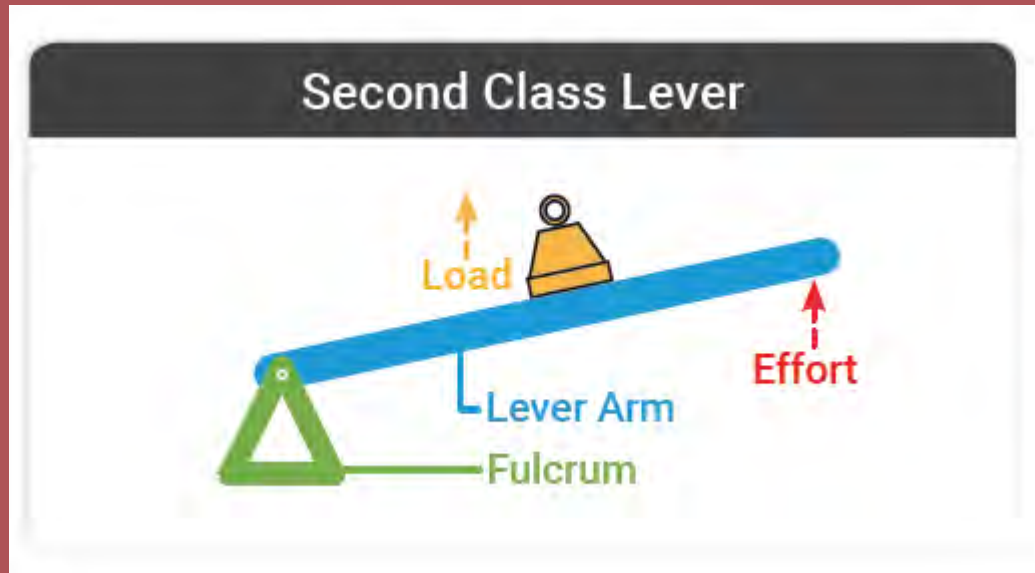 Second Class Lever
Load
Effort
Lever Arm
Fulcrum